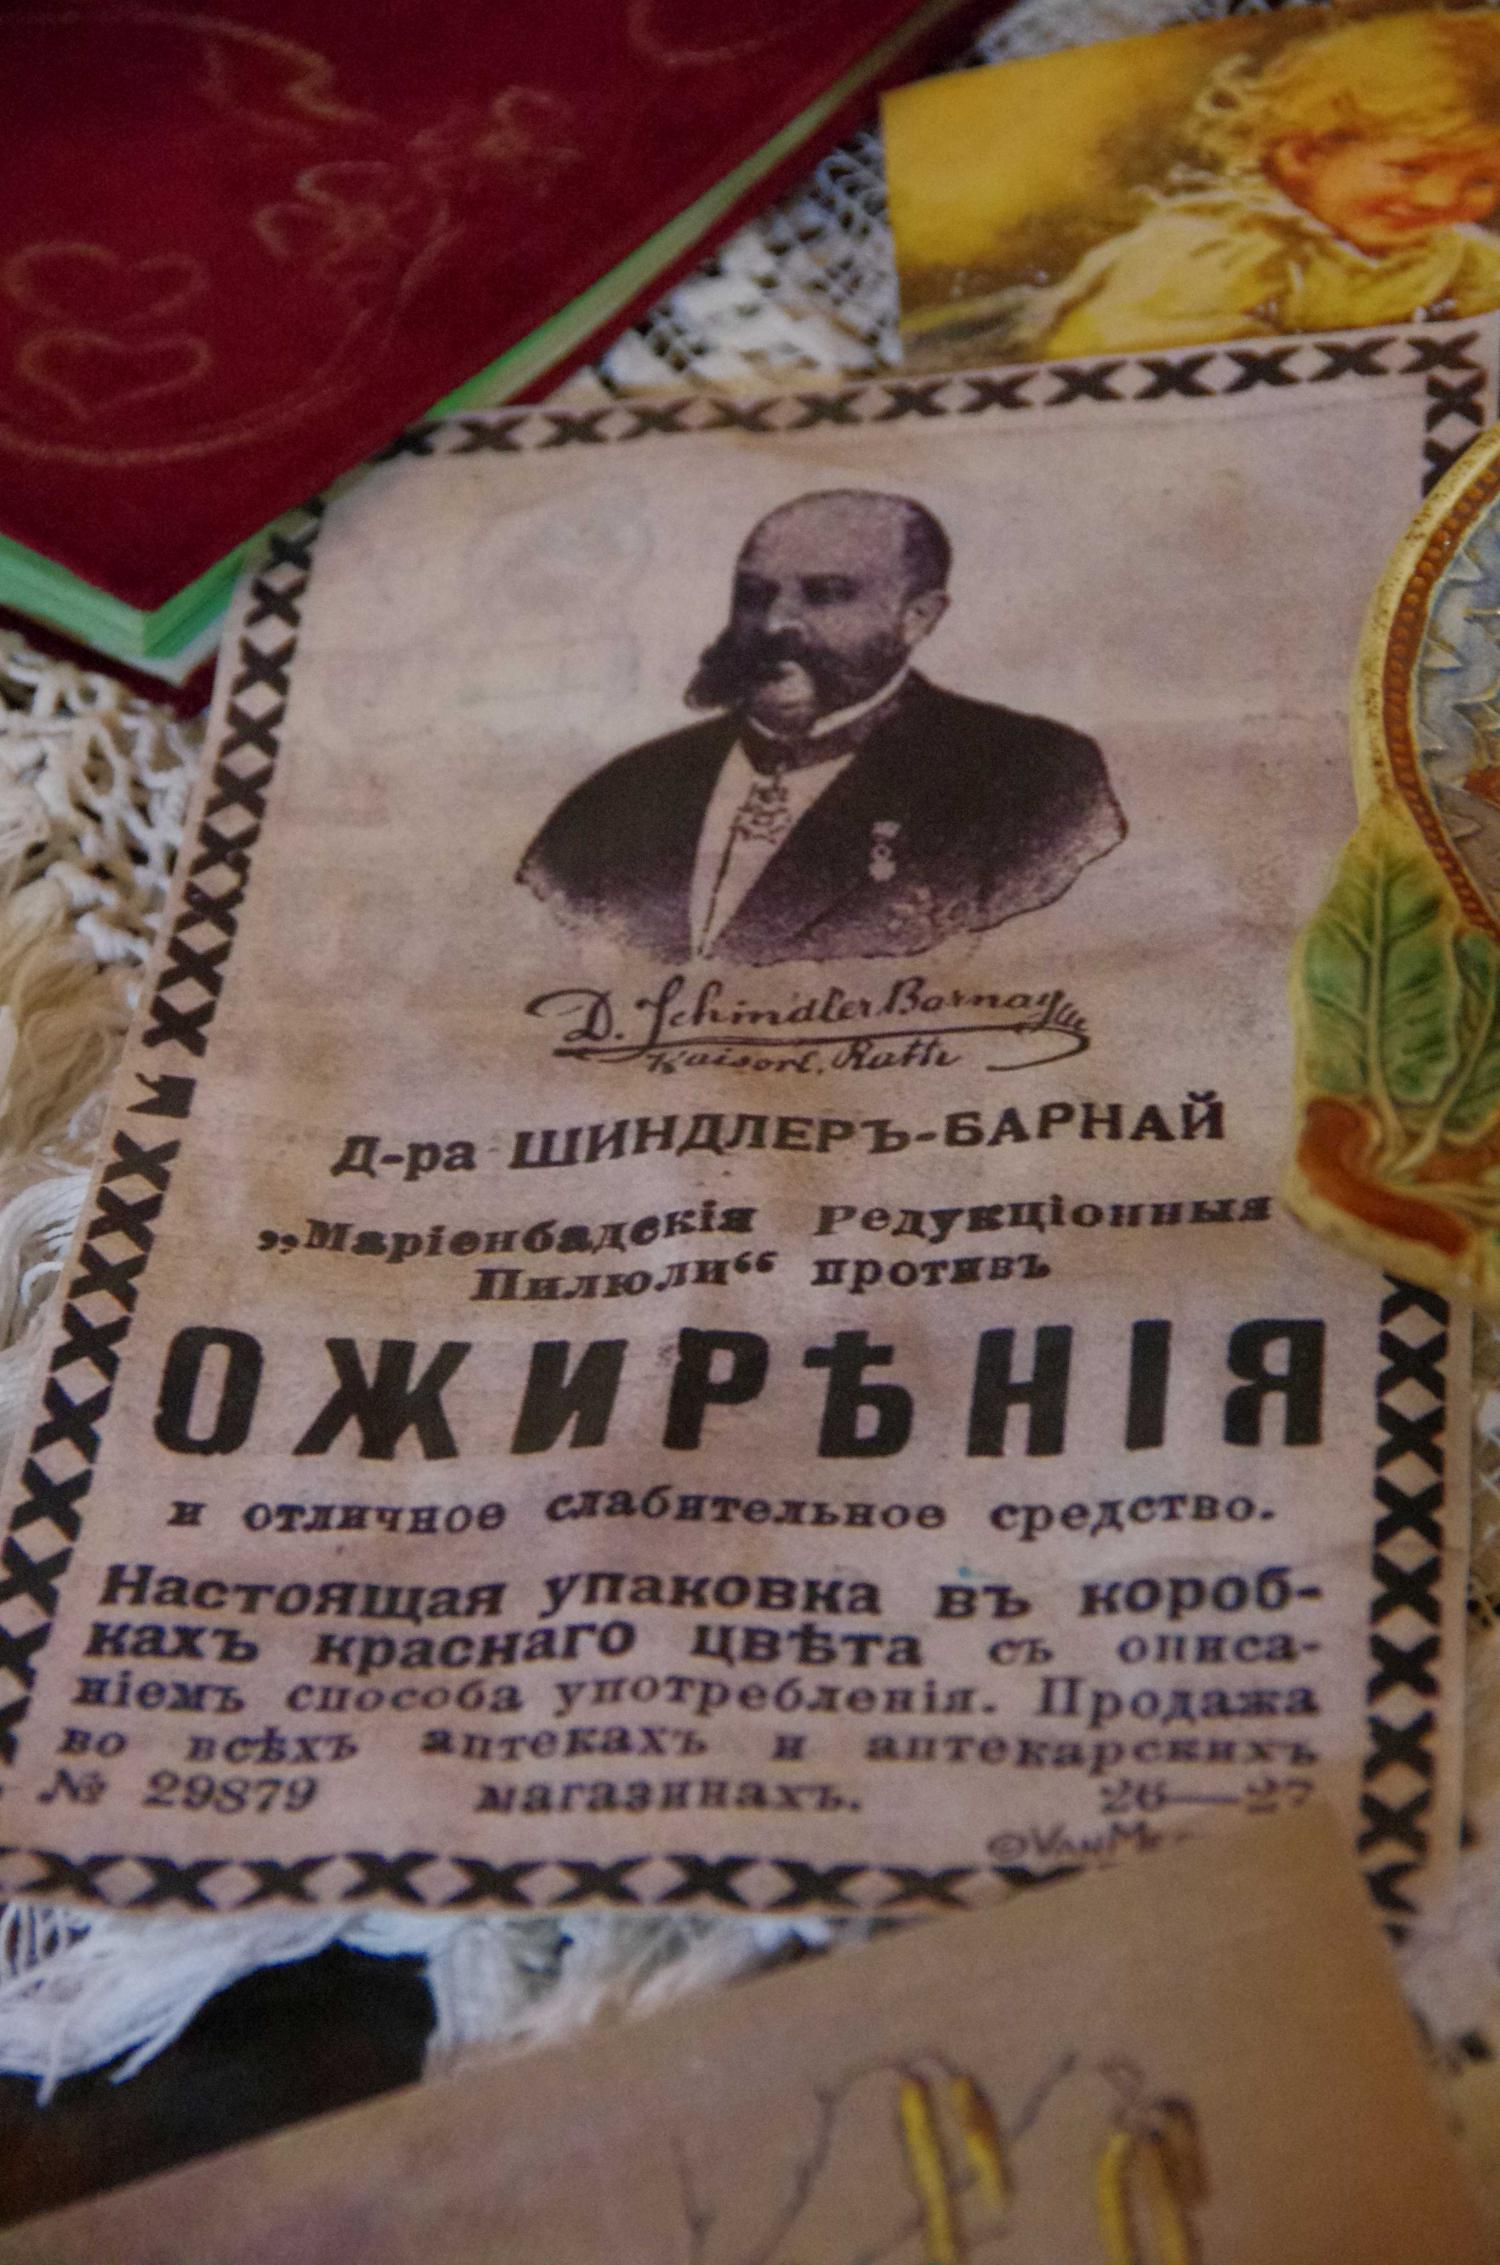 D. Schindler Barnay
Kaiserl. Rath
Д-ра ШИНДЛЕРЪ-БАРНАЙ
„Маріенбадскія Редукціонныя
Пилюли“ противъ
ОЖИРѢНІЯ
и отличное слабительное средство.
Настоящая упаковка въ короб-
кахъ краснаго цвѣта съ описа-
ніемъ способа употребленія. Продажа
во всѣхъ аптекахъ и аптекарскихъ
№ 29879 магазинахъ. 26—27